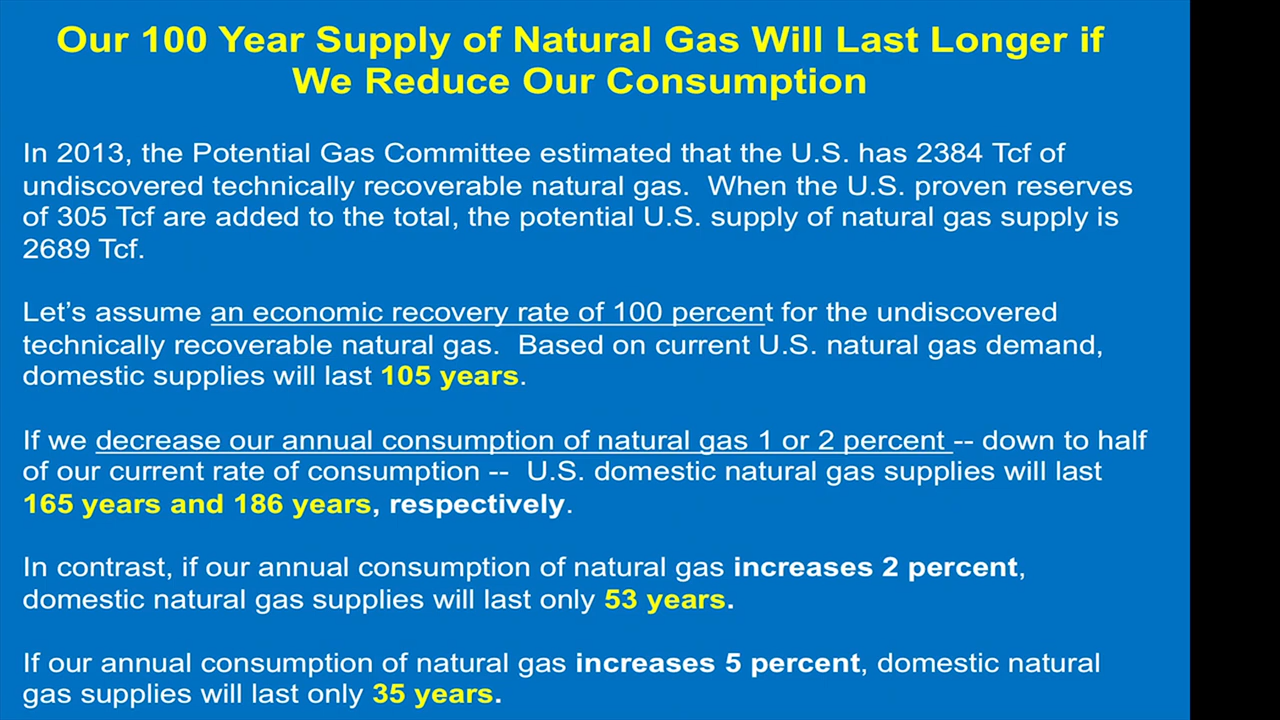 Our 100 Year Supply of Natural Gas Will Last Longer if
We Reduce Our Consumption
In 2013, the Potential Gas Committee estimated that the U.S. has 2384 Tcf of
undiscovered technically recoverable natural gas.  When the U.S. proven reserves
of 305 Tcf are added to the total, the potential U.S. supply of natural gas supply is
2689 Tcf.
Let's assume an economic recovery rate of 100 percent for the undiscovered
technically recoverable natural gas.  Based on current U.S. natural gas demand,
domestic supplies will last 105 years.
If we decrease our annual consumption of natural gas 1 or 2 percent -- down to half
of our current rate of consumption --  U.S. domestic natural gas supplies will last
165 years and 186 years, respectively.
In contrast, if our annual consumption of natural gas increases 2 percent,
domestic natural gas supplies will last only 53 years.
If our annual consumption of natural gas increases 5 percent, domestic natural
gas supplies will last only 35 years.